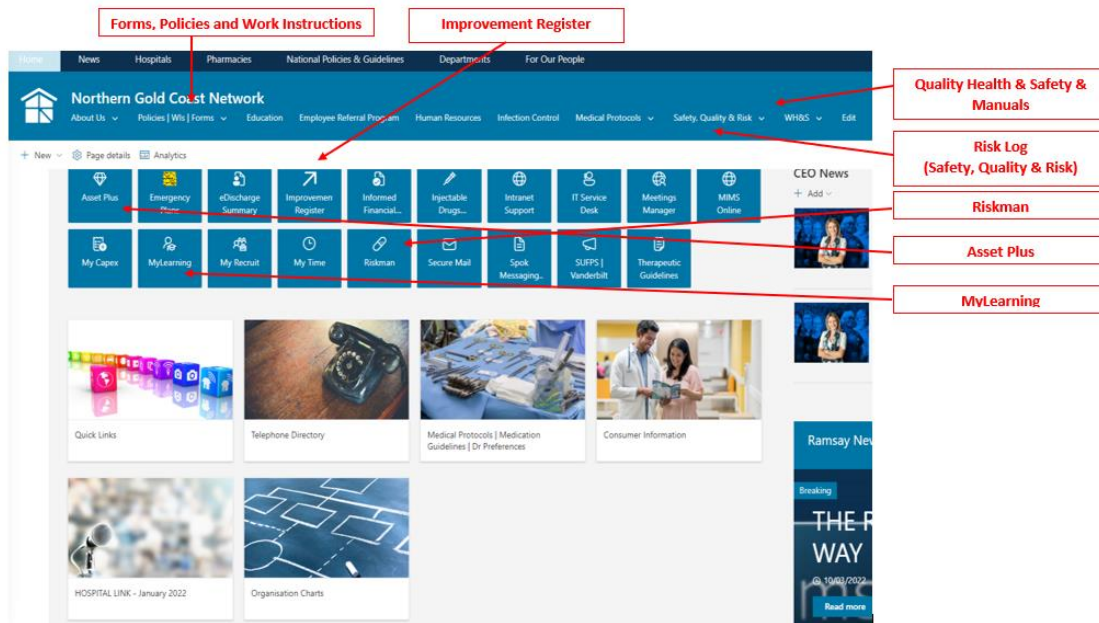 Forms, Policies and Work Instructions
Improvement Register
Home News Hospitals Pharmacies National Policies & Guidelines Departments For Our People
Northern Gold Coast Network
About Us Policies | WIs | Forms Education Employee Referral Program Human Resources Infection Control Medical Protocols Safety, Quality & Risk WH&S Edit
Quality Health & Safety &
Manuals
Risk Log
(Safety, Quality & Risk)
Riskman
Asset Plus
MyLearning
+ New Page details Analytics
Asset Plus
Emergency
Plans
eDischarge
Summary
Improvemen
Register
Informed
Financial...
Injectable
Drugs...
Intranet
Support
IT Service
Desk
Meetings
Manager
MIMS
Online
My Capex
MyLearning
My Recruit
My Time
Riskman
Secure Mail
Spok
Messaging..
SUFPS |
Vanderbilt
Therapeutic
Guidelines
CEO News
+ Add
Quick Links
Telephone Directory
Medical Protocols | Medication
Guidelines | Dr Preferences
Consumer Information
HOSPITAL LINK - January 2022
Organisation Charts
Ramsay New
Breaking
THE R
WAY
10/03/2022
Read more